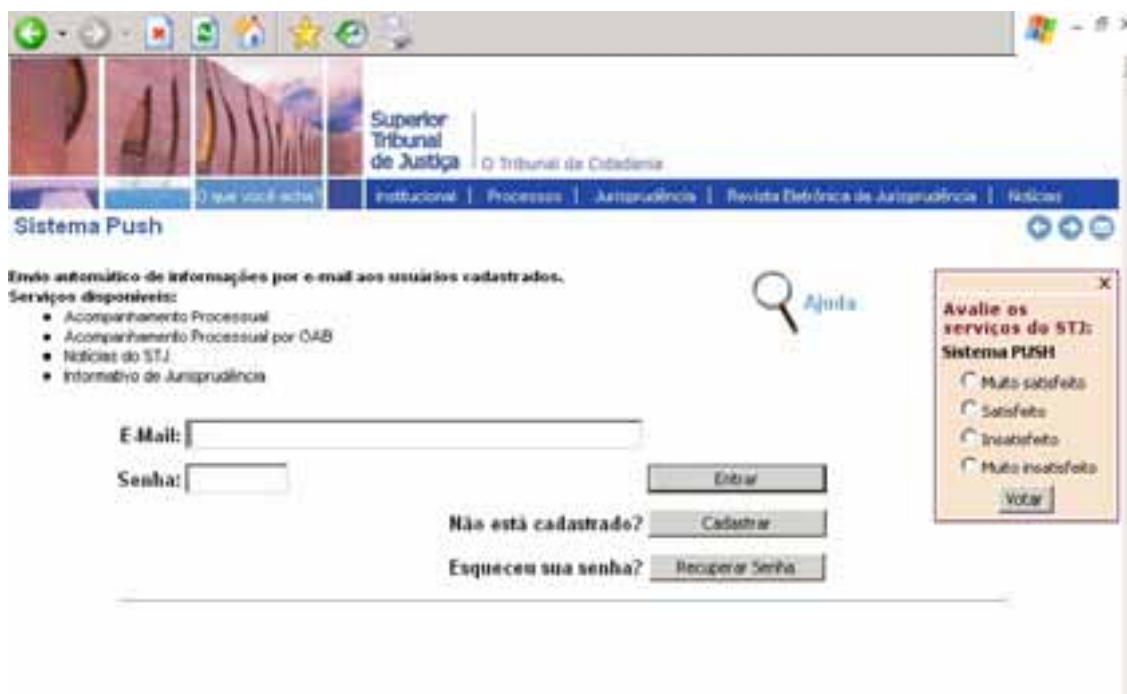 Superior
Tribunal
de Justiça
O Tribunal da Cidadania
O que você acha?
Institucional | Processos | Jurisprudência | Revista Eletrônica de Jurisprudência | Notícias
Sistema Push
Envio automático de informações por e-mail aos usuários cadastrados.
Serviços disponíveis:
Acompanhamento Processual
Acompanhamento Processual por OAB
Notícias do STJ
Informativo de Jurisprudência
Ajuda
E-Mail:
Senha:
Entrar
Não está cadastrado? Cadastrar
Esqueceu sua senha? Recuperar Senha
X
Avalie os
serviços do STJ:
Sistema PUSH
Muito satisfeito
Satisfeito
Insatisfeito
Muito insatisfeito
Votar